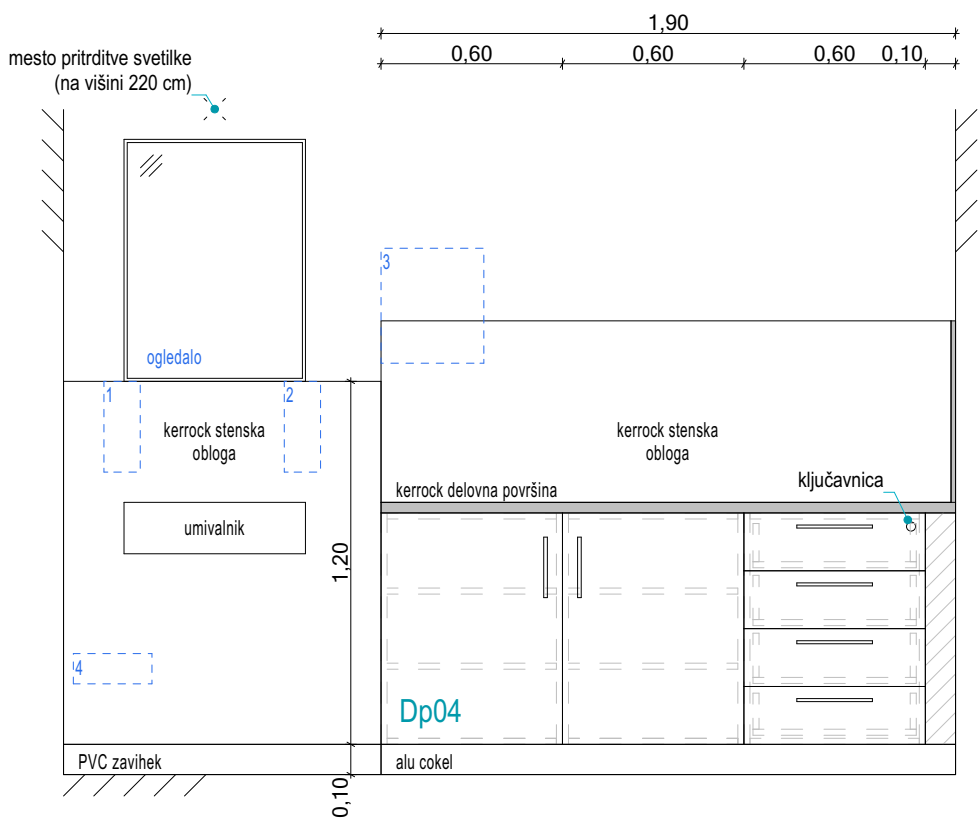 1,90
0,60
0,60
0,60
0,10
mesto pritrditve svetilke
(na višini 220 cm)
3
ogledalo
1
2
kerrock stenska
obloga
kerrock stenska
obloga
kerrock delovna površina
ključavnica
umivalnik
1,20
4
Dp04
PVC zavihek
alu cokel
0,10